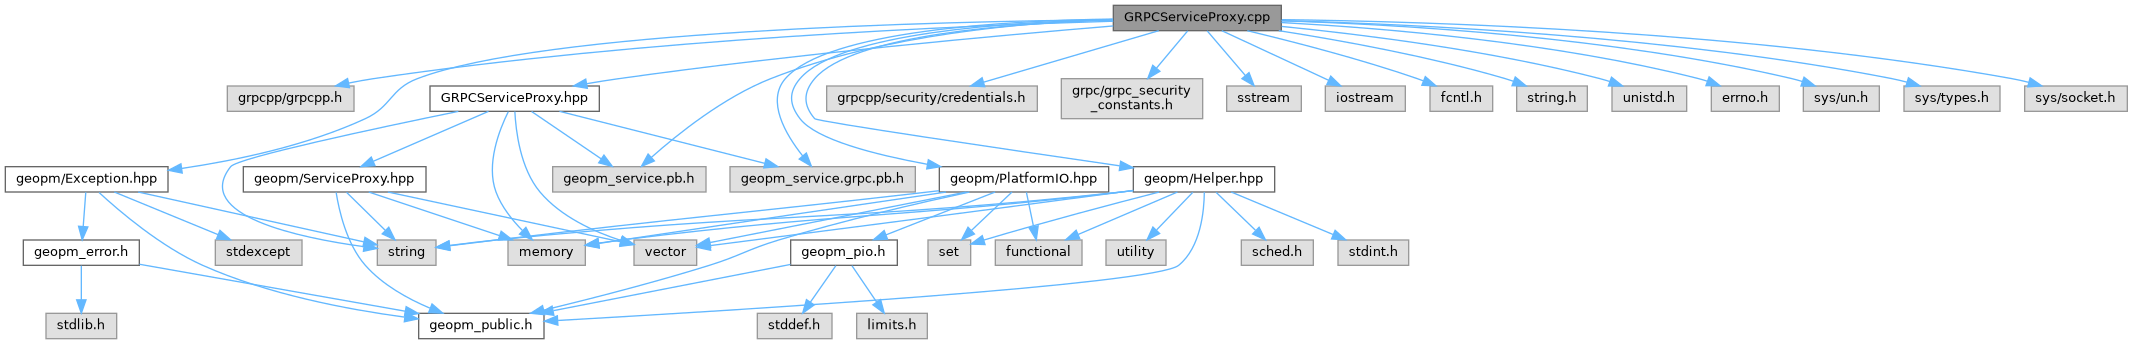 GRPCServiceProxy.cpp
grpcpp/grpcpp.h
GRPCServiceProxy.hpp
grpcpp/security/credentials.h
grpc/grpc_security
_constants.h
sstream
iostream
fcntl.h
string.h
unistd.h
errno.h
sys/un.h
sys/types.h
sys/socket.h
geopm/Exception.hpp
geopm/ServiceProxy.hpp
geopm_service.pb.h
geopm_service.grpc.pb.h
geopm/PlatformIO.hpp
geopm/Helper.hpp
geopm_error.h
stdexcept
string
memory
vector
geopm_pio.h
set
functional
utility
sched.h
stdint.h
stdlib.h
geopm_public.h
stddef.h
limits.h